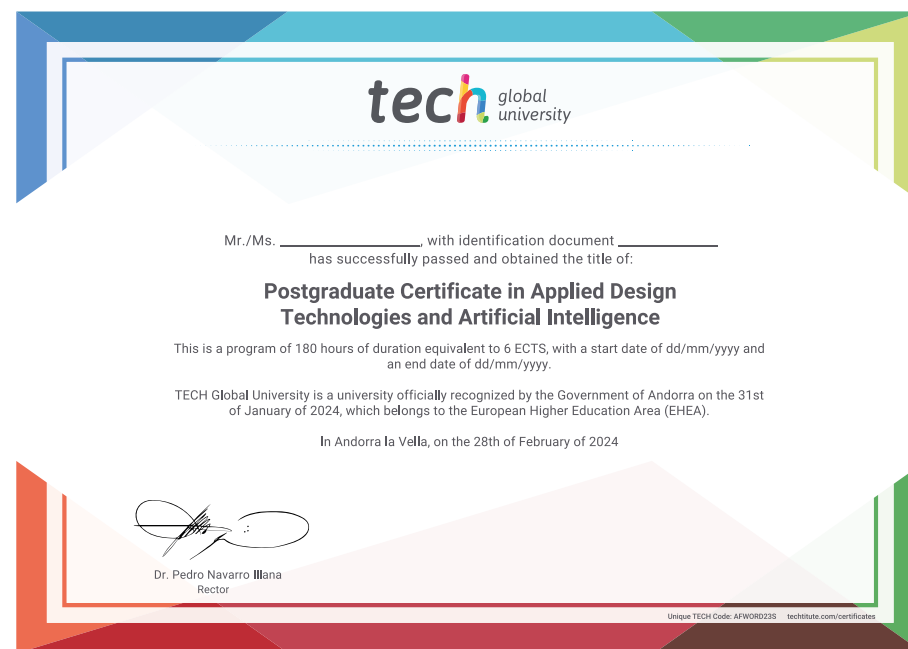 tech global
university
Mr./Ms. ____________________, with identification document ______________
has successfully passed and obtained the title of:
Postgraduate Certificate in Applied Design
Technologies and Artificial Intelligence
This is a program of 180 hours of duration equivalent to 6 ECTS, with a start date of dd/mm/yyyy and
an end date of dd/mm/yyyy.
TECH Global University is a university officially recognized by the Government of Andorra on the 31st
of January of 2024, which belongs to the European Higher Education Area (EHEA).
In Andorra la Vella, on the 28th of February of 2024
Dr. Pedro Navarro Illana
Rector
Unique TECH Code: AFWORD23S techtitute.com/certificates